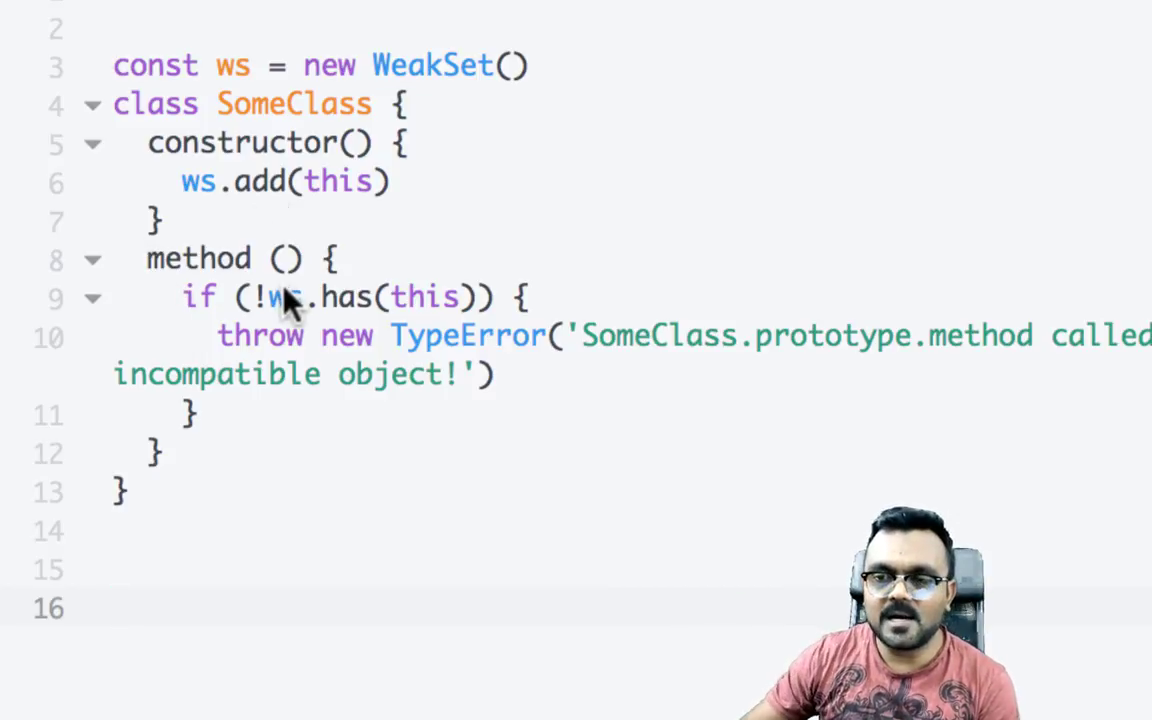 2
3 const ws = new WeakSet()
4 class SomeClass {
5 constructor() {
6 ws.add(this)
7 }
8 method () {
9 if (!ws.has(this)) {
10 throw new TypeError('SomeClass.prototype.method called
incompatible object!')
11 }
12 }
13 }
14
15
16